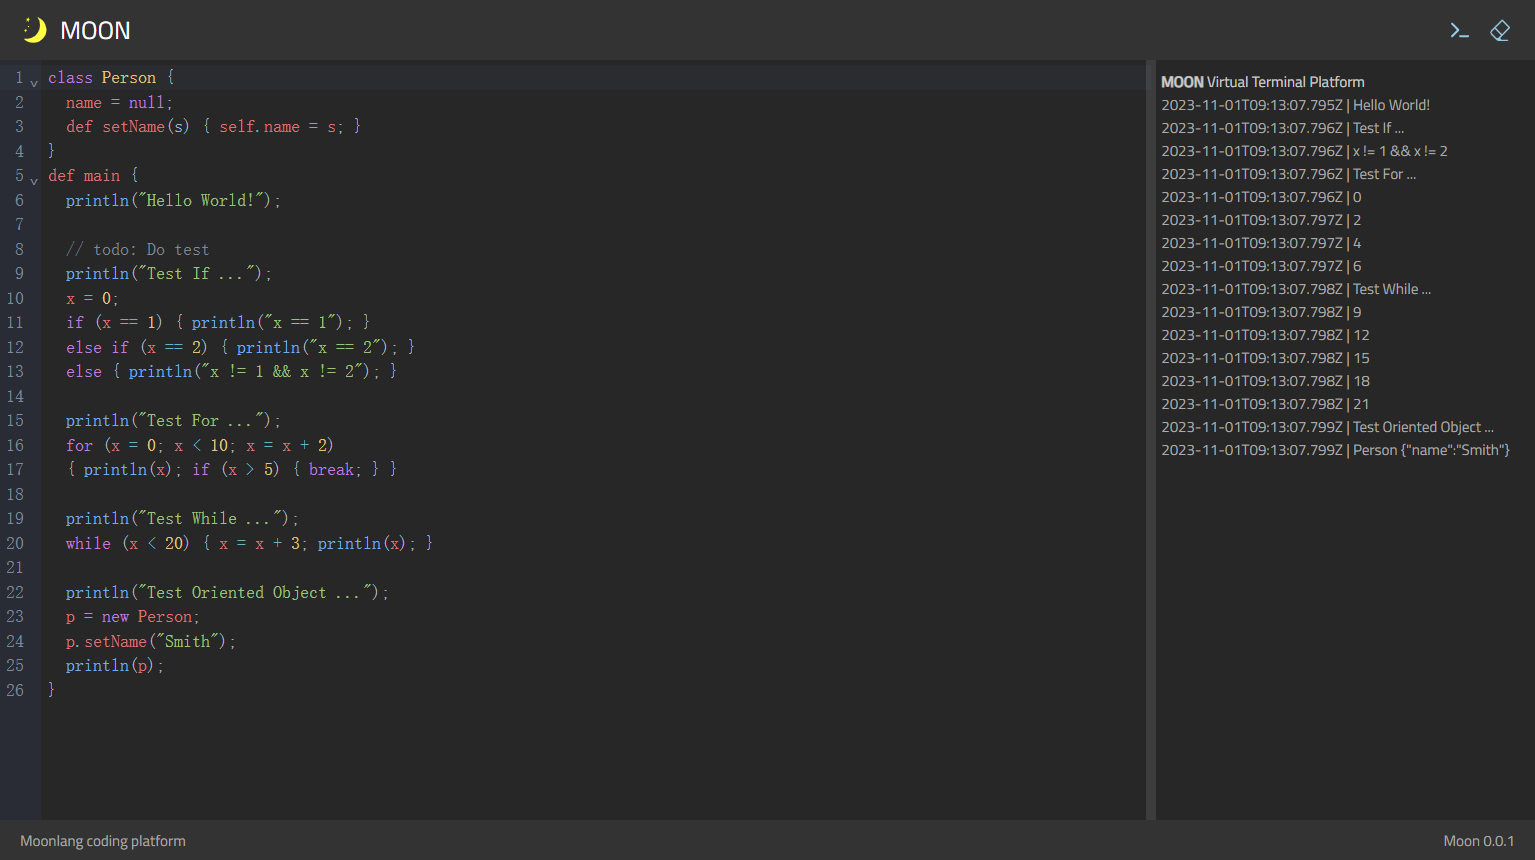 MOON
1 class Person {
2   name = null;
3   def setName(s) { self.name = s; }
4 }
5 def main {
6   println("Hello World!");
7
8   // todo: Do test
9   println("Test If ...");
10   x = 0;
11   if (x == 1) { println("x == 1"); }
12   else if (x == 2) { println("x == 2"); }
13   else { println("x != 1 && x != 2"); }
14
15   println("Test For ...");
16   for (x = 0; x < 10; x = x + 2)
17   { println(x); if (x > 5) { break; } }
18
19   println("Test While ...");
20   while (x < 20) { x = x + 3; println(x); }
21
22   println("Test Oriented Object ...");
23   p = new Person;
24   p.setName("Smith");
25   println(p);
26 }
MOON Virtual Terminal Platform
2023-11-01T09:13:07.795Z | Hello World!
2023-11-01T09:13:07.796Z | Test If ...
2023-11-01T09:13:07.796Z | x != 1 && x != 2
2023-11-01T09:13:07.796Z | Test For ...
2023-11-01T09:13:07.796Z | 0
2023-11-01T09:13:07.797Z | 2
2023-11-01T09:13:07.797Z | 4
2023-11-01T09:13:07.797Z | 6
2023-11-01T09:13:07.798Z | Test While ...
2023-11-01T09:13:07.798Z | 9
2023-11-01T09:13:07.798Z | 12
2023-11-01T09:13:07.798Z | 15
2023-11-01T09:13:07.798Z | 18
2023-11-01T09:13:07.798Z | 21
2023-11-01T09:13:07.799Z | Test Oriented Object ...
2023-11-01T09:13:07.799Z | Person {"name":"Smith"}
Moonlang coding platform
Moon 0.0.1